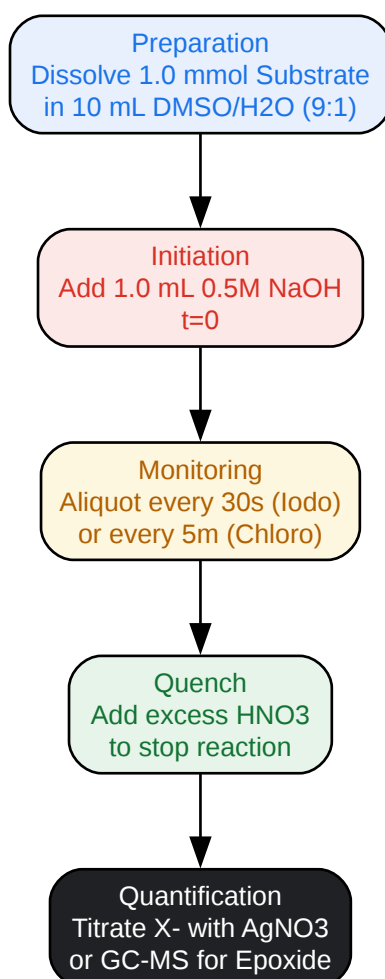 Preparation
Dissolve 1.0 mmol Substrate
in 10 mL DMSO/H2O (9:1)
Initiation
Add 1.0 mL 0.5M NaOH
t=0
Monitoring
Aliquot every 30s (Iodo)
or every 5m (Chloro)
Quench
Add excess HNO3
to stop reaction
Quantification
Titrate X- with AgNO3
or GC-MS for Epoxide